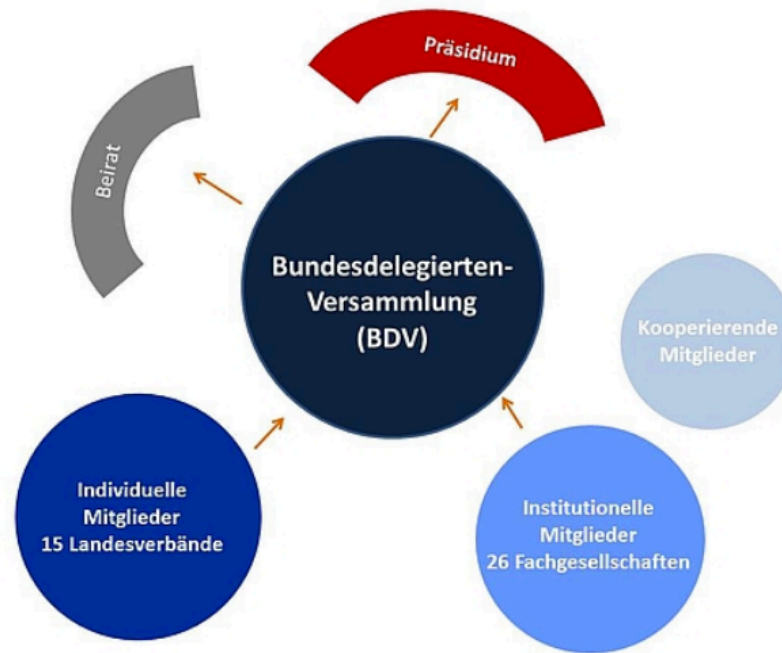 Präsidium
Beirat
Bundesdelegierten-
Versammlung
(BDV)
Kooperierende
Mitglieder
Individuelle
Mitglieder
15 Landesverbände
Institutionelle
Mitglieder
26 Fachgesellschaften